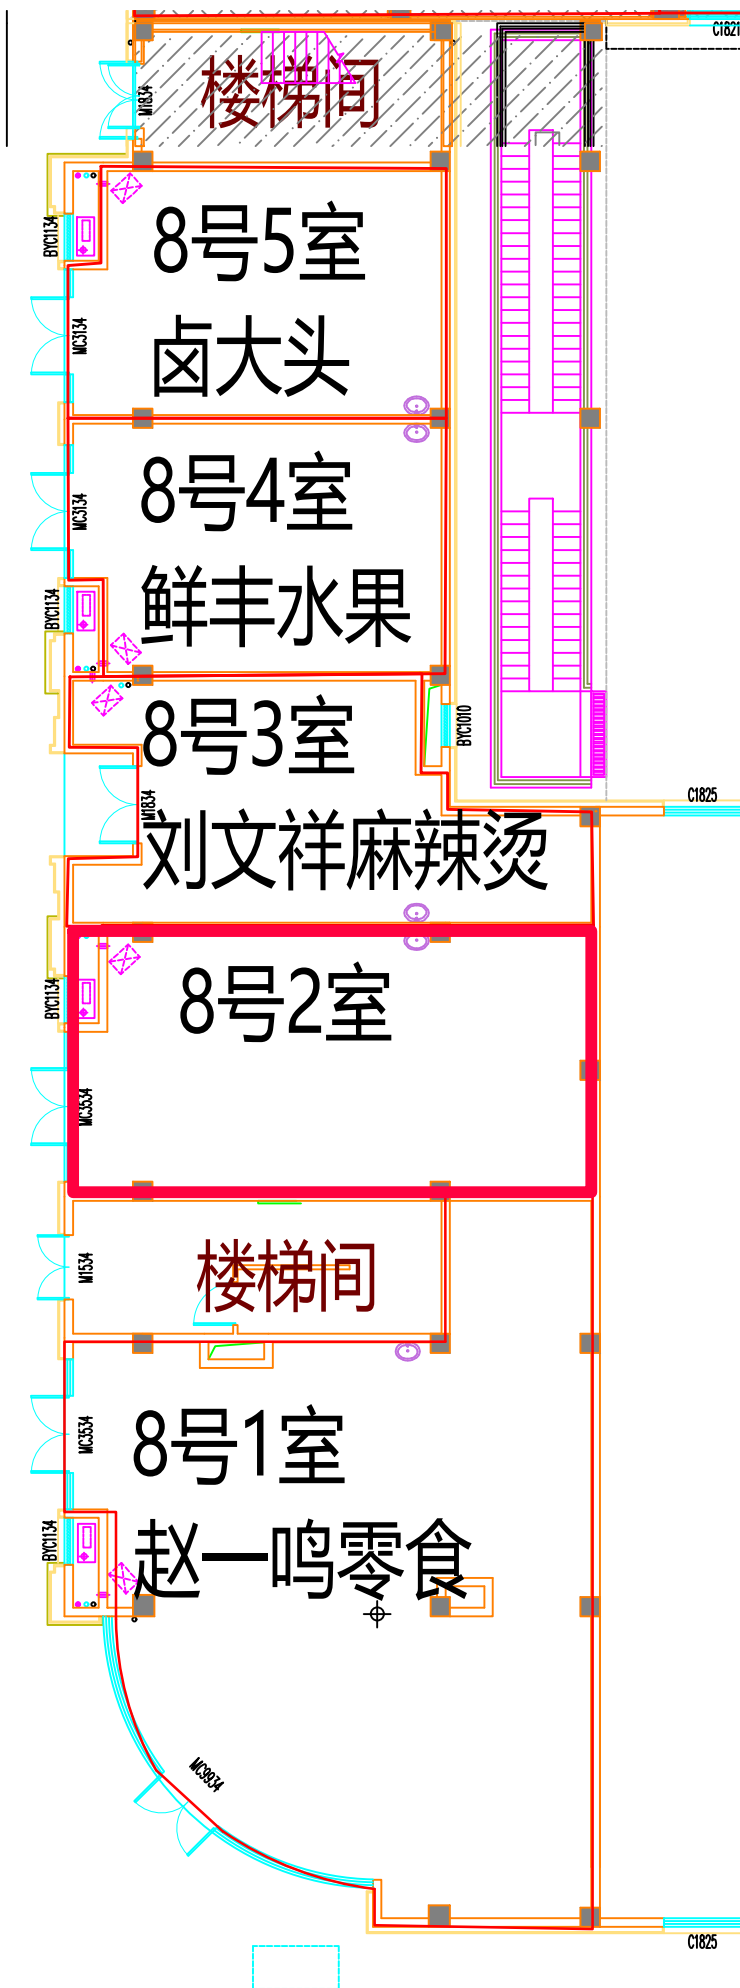 C1821
楼梯间
M1834
8号5室
BYC1134
卤大头
MC3134
8号4室
MC3134
鲜丰水果
BYC1134
8号3室
BYC1010
C1825
M1834
刘文祥麻辣烫
8号2室
BYC1134
MC3534
楼梯间
M1534
8号1室
MC3534
赵一鸣零食
BYC1134
MC9934
C1825